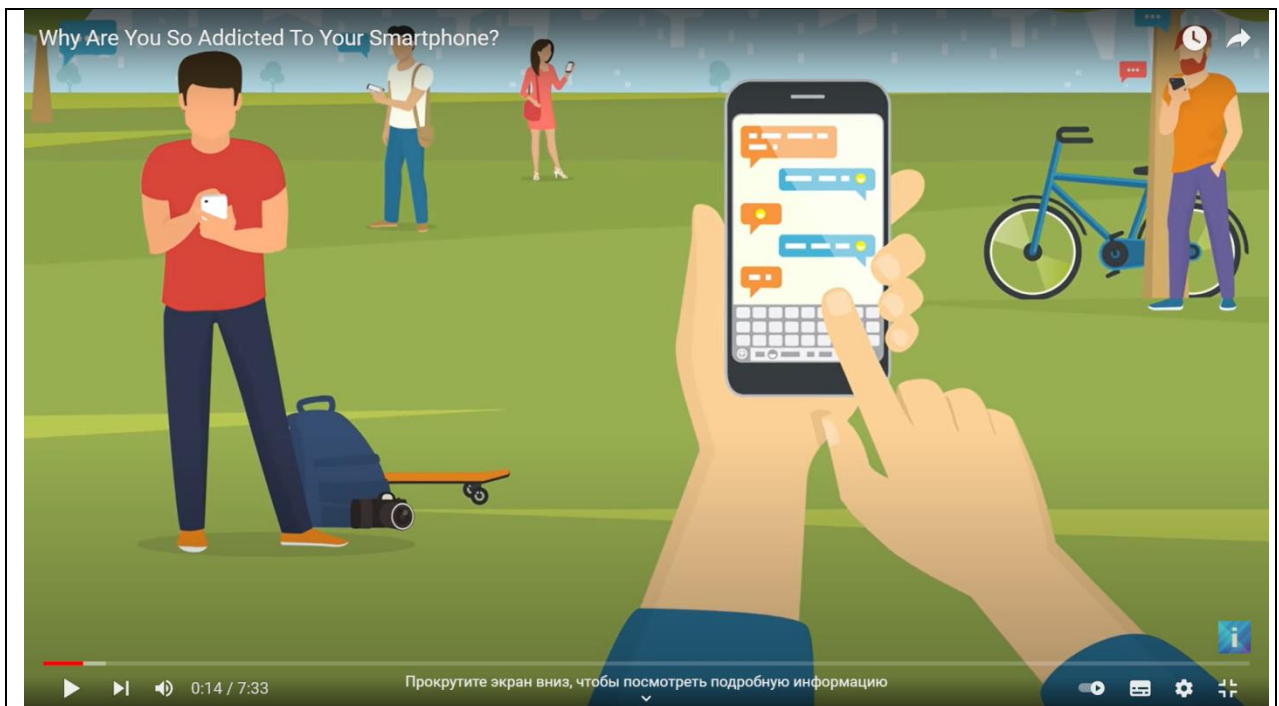 Why Are You So Addicted To Your Smartphone?
i
0:14 / 7:33
Прокрутите экран вниз, чтобы посмотреть подробную информацию